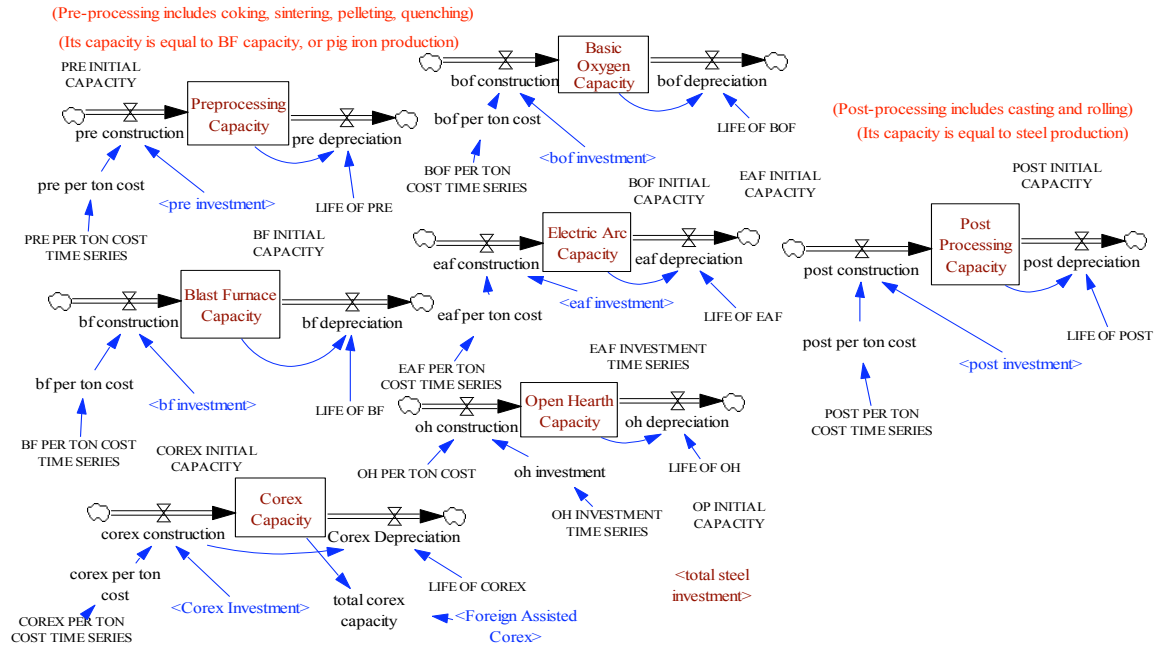 (Pre-processing includes coking, sintering, pelleting, quenching)
(Its capacity is equal to BF capacity, or pig iron production)
PRE INITIAL
CAPACITY
Preprocessing
Capacity
pre construction
pre depreciation
pre per ton cost
<pre investment>
LIFE OF PRE
PRE PER TON COST
TIME SERIES
BF INITIAL
CAPACITY
Blast Furnace
Capacity
bf construction
bf depreciation
bf per ton cost
<bf investment>
LIFE OF BF
BF PER TON COST
TIME SERIES
COREX INITIAL
CAPACITY
Corex
Capacity
corex construction
Corex Depreciation
corex per ton
cost
<Corex Investment>
LIFE OF COREX
total corex
capacity
<Foreign Assisted
Corex>
COREX PER TON
COST TIME SERIES
Basic
Oxygen
Capacity
bof construction
bof depreciation
bof per ton cost
LIFE OF BOF
<bof investment>
BOF PER TON
COST TIME SERIES
BOF INITIAL
CAPACITY
EAF INITIAL
CAPACITY
Electric Arc
Capacity
eaf construction
eaf depreciation
<eaf investment>
eaf per ton cost
LIFE OF EAF
EAF INVESTMENT
TIME SERIES
EAF PER TON
COST TIME SERIES
Open Hearth
Capacity
oh construction
oh depreciation
OH PER TON COST
oh investment
LIFE OF OH
OH INVESTMENT
TIME SERIES
OP INITIAL
CAPACITY
<total steel
investment>
(Post-processing includes casting and rolling)
(Its capacity is equal to steel production)
POST INITIAL
CAPACITY
Post
Processing
Capacity
post construction
post depreciation
post per ton cost
<post investment>
LIFE OF POST
POST PER TON
COST TIME SERIES